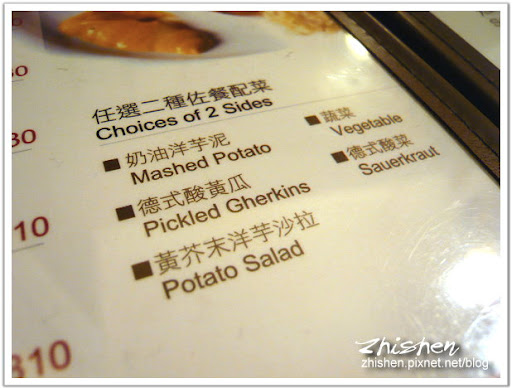 任選二種佐餐配菜
Choices of 2 Sides
奶油洋芋泥
Mashed Potato
德式酸黃瓜
Pickled Gherkins
黃芥末洋芋沙拉
Potato Salad
蔬菜
Vegetable
德式酸菜
Sauerkraut
30
10
310
zhishen
zhishen.pixnet.net/blog